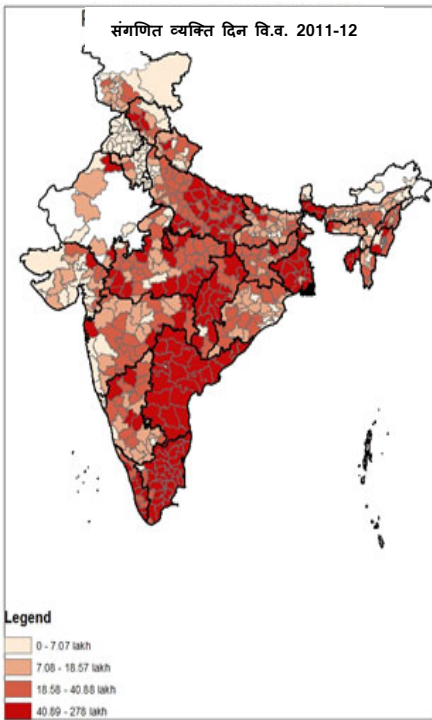 संगणित व्यक्ति दिन वि.व. 2011-12
Legend
0 - 7.07 lakh
7.08 - 18.57 lakh
18.58 - 40.88 lakh
40.89 - 278 lakh